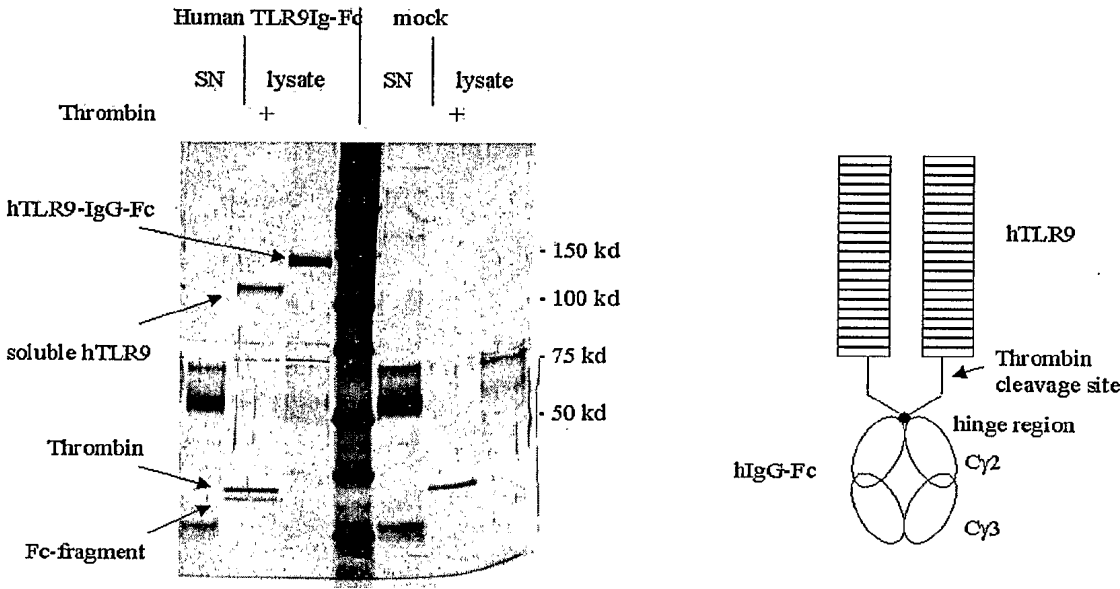 Human TLR9Ig-Fc mock
SN lysate SN lysate
Thrombin + +
hTLR9-IgG-Fc
soluble hTLR9
Thrombin
Fc-fragment
- 150 kd
- 100 kd
- 75 kd
- 50 kd
hTLR9
Thrombin
cleavage site
hinge region
hIgG-Fc
Cγ2
Cγ3